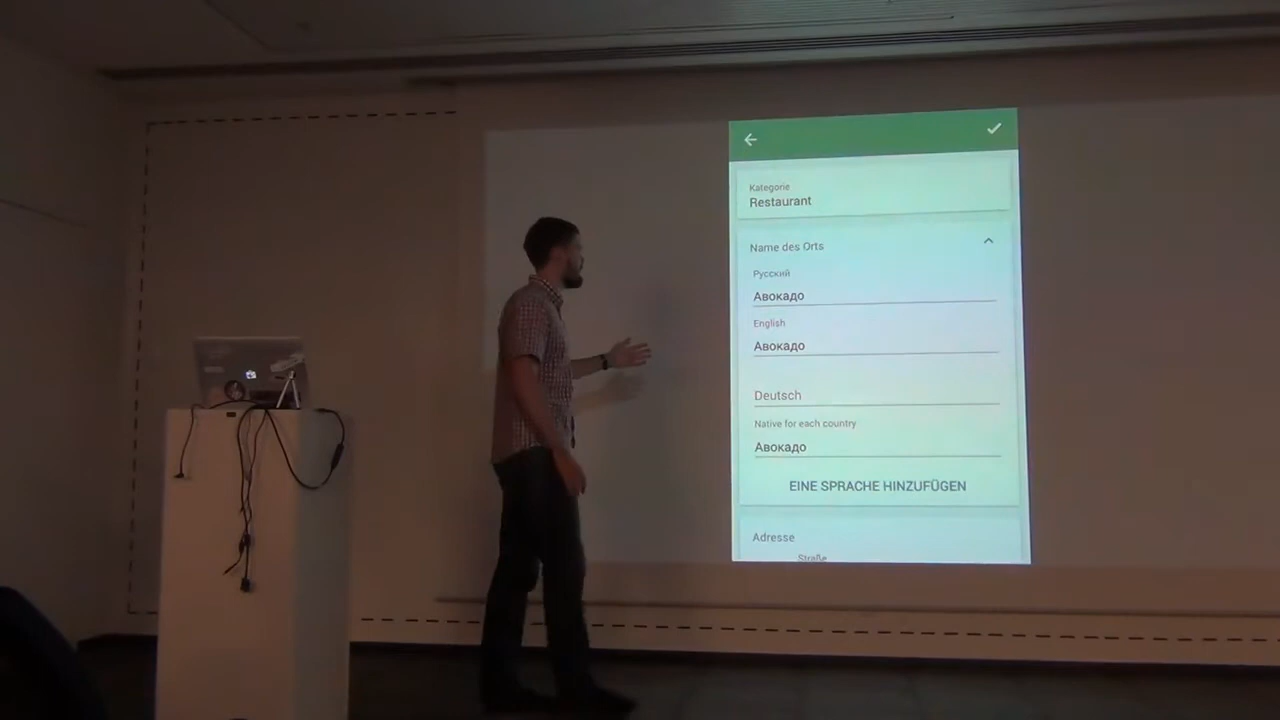 Kategorie
Restaurant
Name des Orts
Русский
Авокадо
English
Авокадо
Deutsch
Native for each country
Авокадо
EINE SPRACHE HINZUFÜGEN
Adresse
Straße